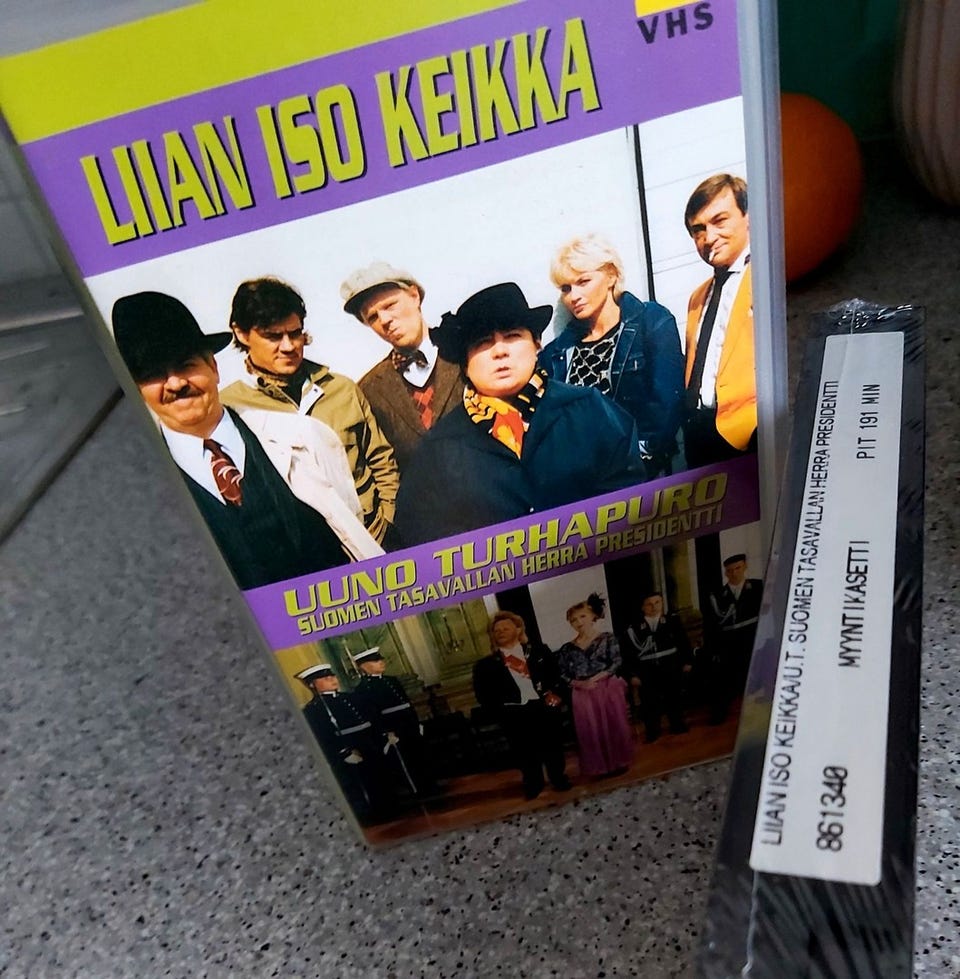 VHS
LIIAN ISO KEIKKA
UUNO TURHAPURO
SUOMEN TASAVALLAN HERRA PRESIDENTTI
LIIAN ISO KEIKKA/U.T. SUOMEN TASAVALLAN HERRA PRESIDENTTI
MYYNTIKASETTI
861340 PIT 191 MIN